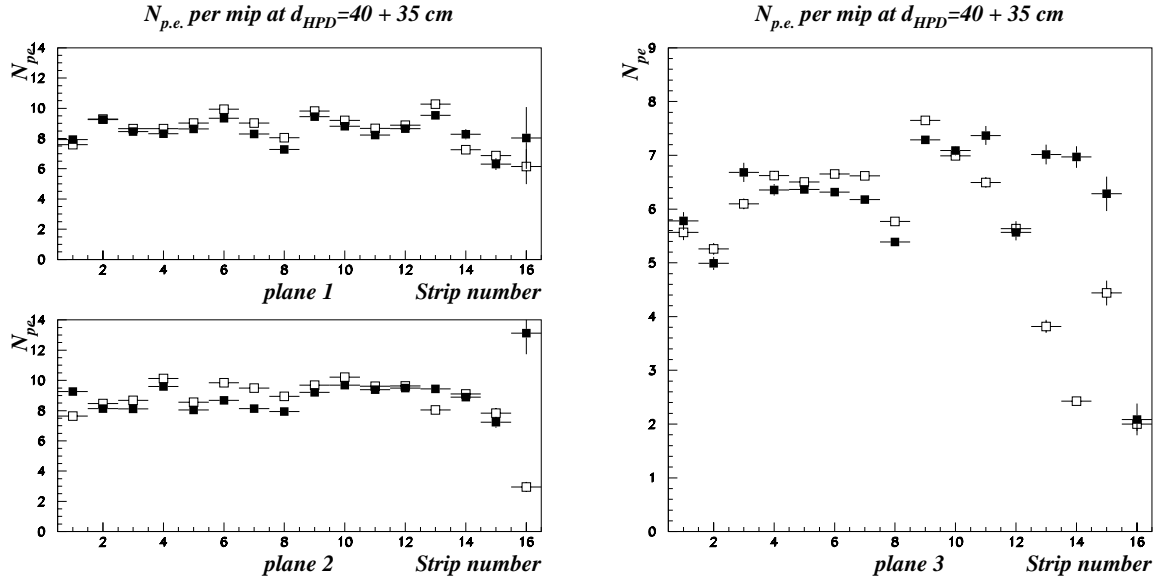 N_{p.e.} per mip at d_{HPD}=40 + 35 cm
N_{pe}
14
12
10
8
6
4
2
0
2 4 6 8 10 12 14 16
plane 1 Strip number
N_{pe}
14
12
10
8
6
4
2
0
2 4 6 8 10 12 14 16
plane 2 Strip number
N_{p.e.} per mip at d_{HPD}=40 + 35 cm
N_{pe}
9
8
7
6
5
4
3
2
1
0
2 4 6 8 10 12 14 16
plane 3 Strip number